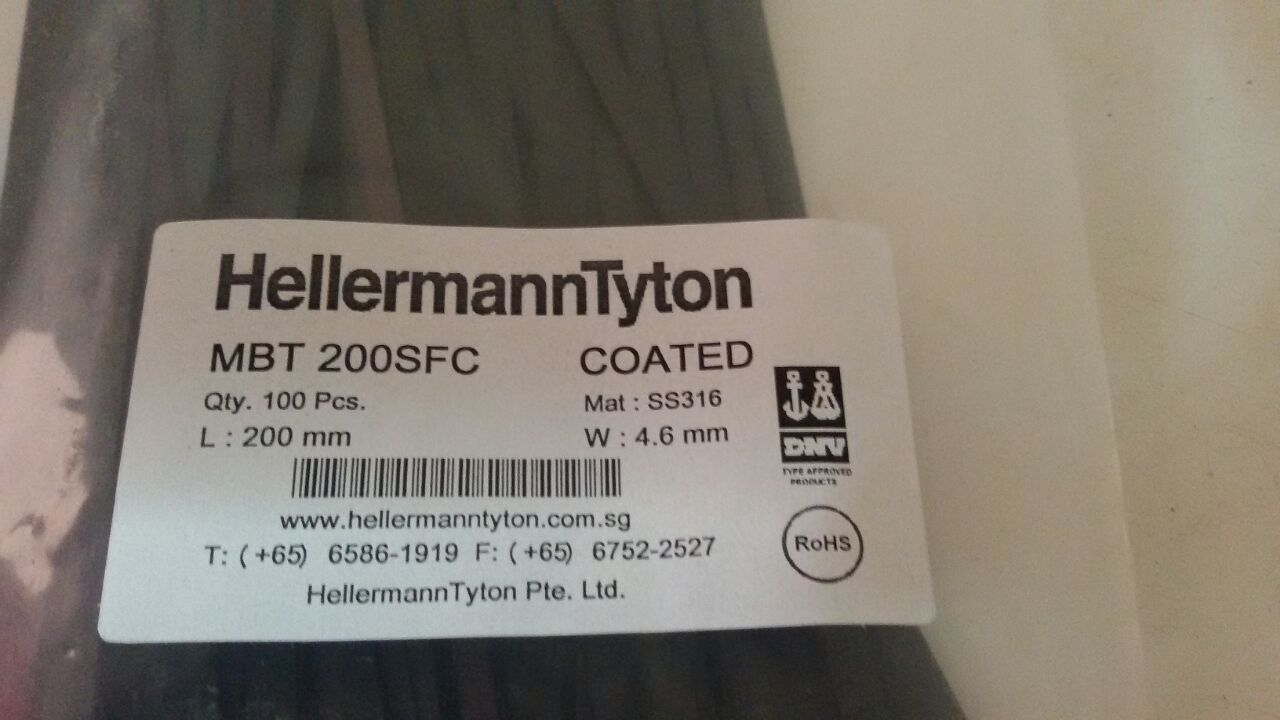 HellermannTyton
MBT 200SFC COATED
Qty. 100 Pcs. Mat : SS316
L : 200 mm W : 4.6 mm
DNV
TYPE APPROVED
PRODUCTS
www.hellermanntyton.com.sg
RoHS
T: (+65) 6586-1919 F: (+65) 6752-2527
HellermannTyton Pte. Ltd.